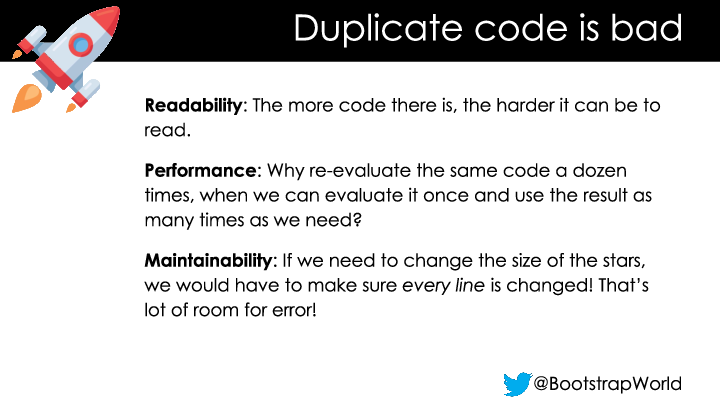 Duplicate code is bad
Readability: The more code there is, the harder it can be to
read.
Performance: Why re-evaluate the same code a dozen
times, when we can evaluate it once and use the result as
many times as we need?
Maintainability: If we need to change the size of the stars,
we would have to make sure every line is changed! That's
lot of room for error!
@BootstrapWorld